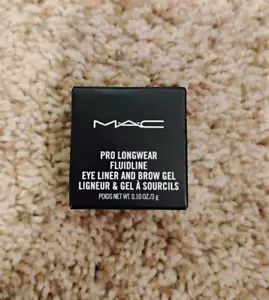 MAC
PRO LONGWEAR
FLUIDLINE
EYE LINER AND BROW GEL
LIGNEUR & GEL À SOURCILS
POIDS NET WT. 0.10 OZ/3 g